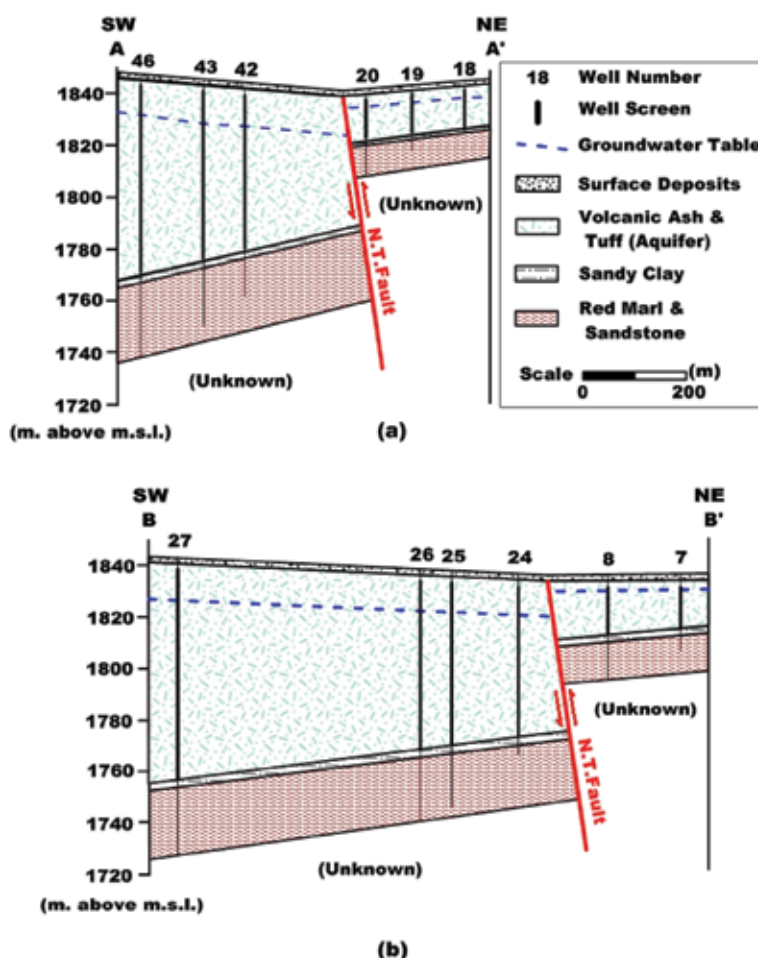 SW
NE
A
A'
46
43
42
20
19
18
1840
1820
1800
1780
1760
1740
1720
(m. above m.s.l.)
(Unknown)
(Unknown)
N.T.Fault
(a)
18 Well Number
Well Screen
Groundwater Table
Surface Deposits
Volcanic Ash &
Tuff (Aquifer)
Sandy Clay
Red Marl &
Sandstone
Scale (m)
0 200
SW
NE
B
B'
27
26
25
24
8
7
1840
1820
1800
1780
1760
1740
1720
(m. above m.s.l.)
(Unknown)
(Unknown)
N.T.Fault
(b)